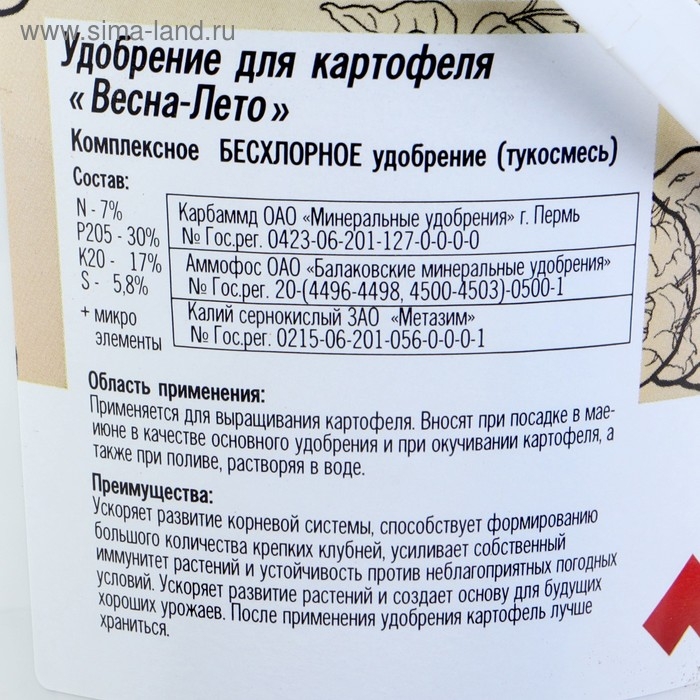 www.sima-land.ru
Удобрение для картофеля
«Весна-Лето»
Комплексное БЕСХЛОРНОЕ удобрение (тукосмесь)
Состав:
N - 7%
P205 - 30%
K20 - 17%
S - 5,8%
+ микро
элементы
Карбаммд ОАО «Минеральные удобрения» г. Пермь
№ Гос.рег. 0423-06-201-127-0-0-0-0
Аммофос ОАО «Балаковские минеральные удобрения»
№ Гос.рег. 20-(4496-4498, 4500-4503)-0500-1
Калий сернокислый ЗАО «Метазим»
№ Гос.рег. 0215-06-201-056-0-0-0-1
Область применения:
Применяется для выращивания картофеля. Вносят при посадке в мае-
июне в качестве основного удобрения и при окучивании картофеля, а
также при поливе, растворяя в воде.
Преимущества:
Ускоряет развитие корневой системы, способствует формированию
большого количества крепких клубней, усиливает собственный
иммунитет растений и устойчивость против неблагоприятных погодных
условий. Ускоряет развитие растений и создает основу для будущих
хороших урожаев. После применения удобрения картофель лучше
храниться.